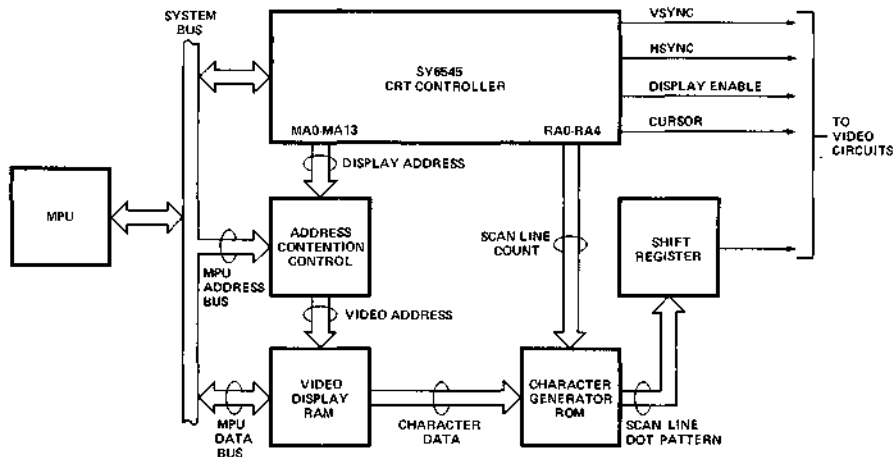 SYSTEM
BUS
SY6545
CRT CONTROLLER
MA0-MA13
RA0-RA4
VSYNC
HSYNC
DISPLAY ENABLE
CURSOR
TO
VIDEO
CIRCUITS
DISPLAY ADDRESS
MPU
ADDRESS
CONTENTION
CONTROL
MPU
ADDRESS
BUS
SCAN LINE
COUNT
SHIFT
REGISTER
VIDEO ADDRESS
VIDEO
DISPLAY
RAM
MPU
DATA
BUS
CHARACTER
DATA
CHARACTER
GENERATOR
ROM
SCAN LINE
DOT PATTERN